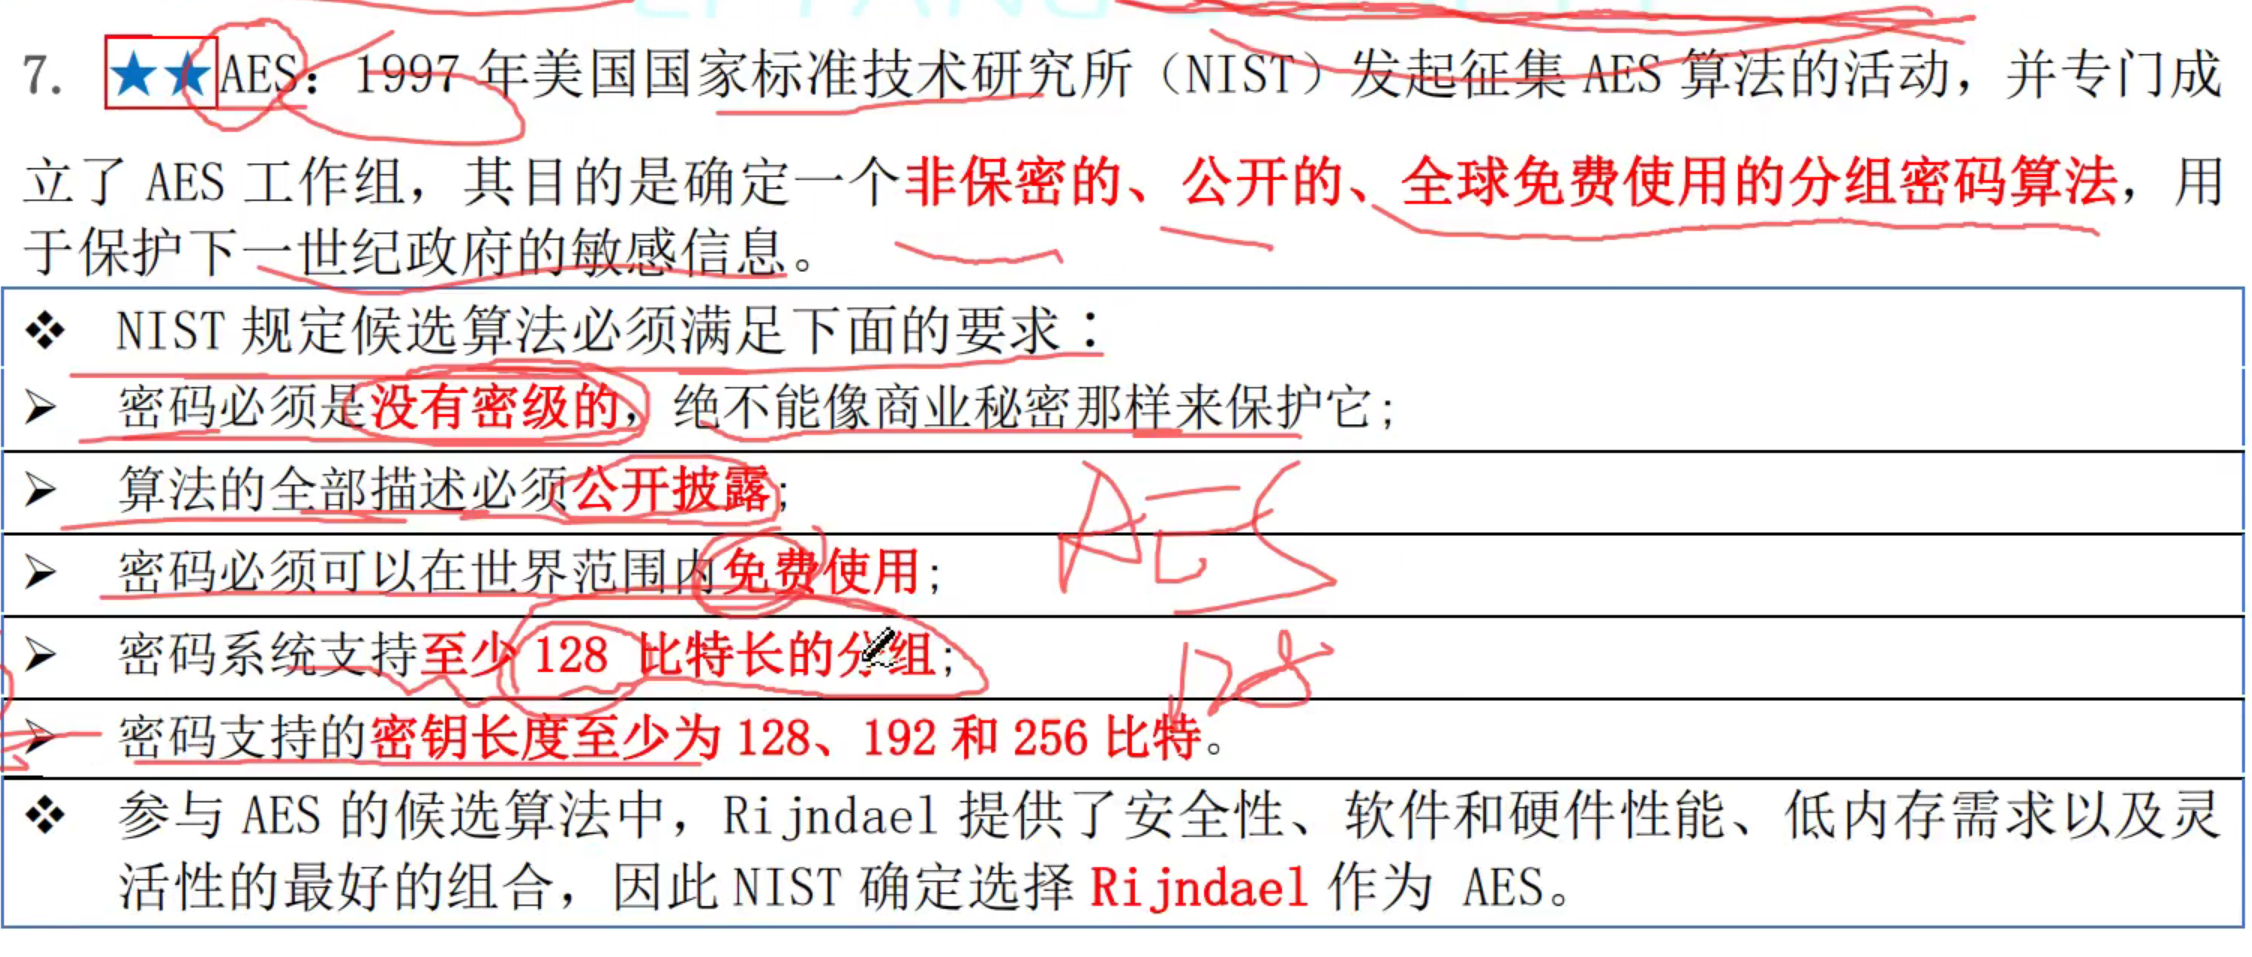 7. ★★AES：1997 年美国国家标准技术研究所（NIST）发起征集 AES 算法的活动，并专门成
立了 AES 工作组，其目的是确定一个非保密的、公开的、全球免费使用的分组密码算法，用
于保护下一世纪政府的敏感信息。
❖ NIST 规定候选算法必须满足下面的要求：
➢ 密码必须是没有密级的，绝不能像商业秘密那样来保护它；
➢ 算法的全部描述必须公开披露；
➢ 密码必须可以在世界范围内免费使用；
AES
➢ 密码系统支持至少 128 比特长的分组；
128
➢ 密码支持的密钥长度至少为 128、192 和 256 比特。
❖ 参与 AES 的候选算法中，Rijndael 提供了安全性、软件和硬件性能、低内存需求以及灵
活性的最好的组合，因此 NIST 确定选择 Rijndael 作为 AES。